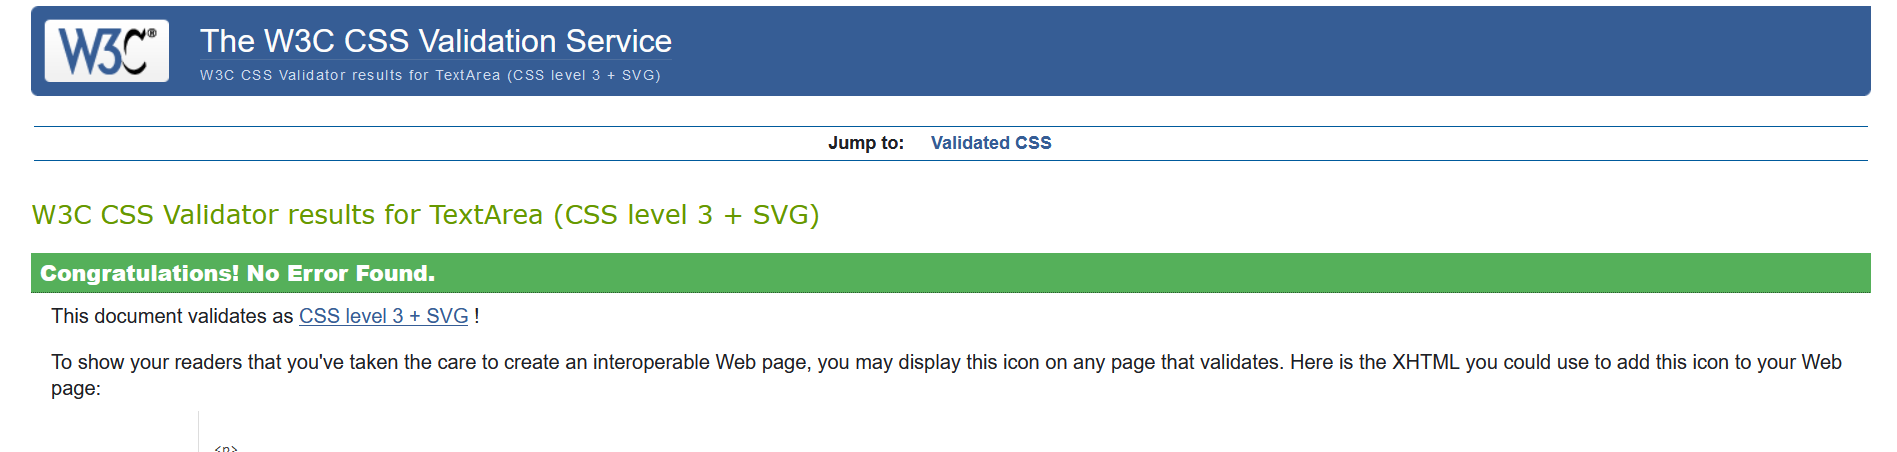 W3C®
The W3C CSS Validation Service
W3C CSS Validator results for TextArea (CSS level 3 + SVG)
Jump to: Validated CSS
W3C CSS Validator results for TextArea (CSS level 3 + SVG)
Congratulations! No Error Found.
This document validates as CSS level 3 + SVG !
To show your readers that you've taken the care to create an interoperable Web page, you may display this icon on any page that validates. Here is the XHTML you could use to add this icon to your Web
page:
<p>